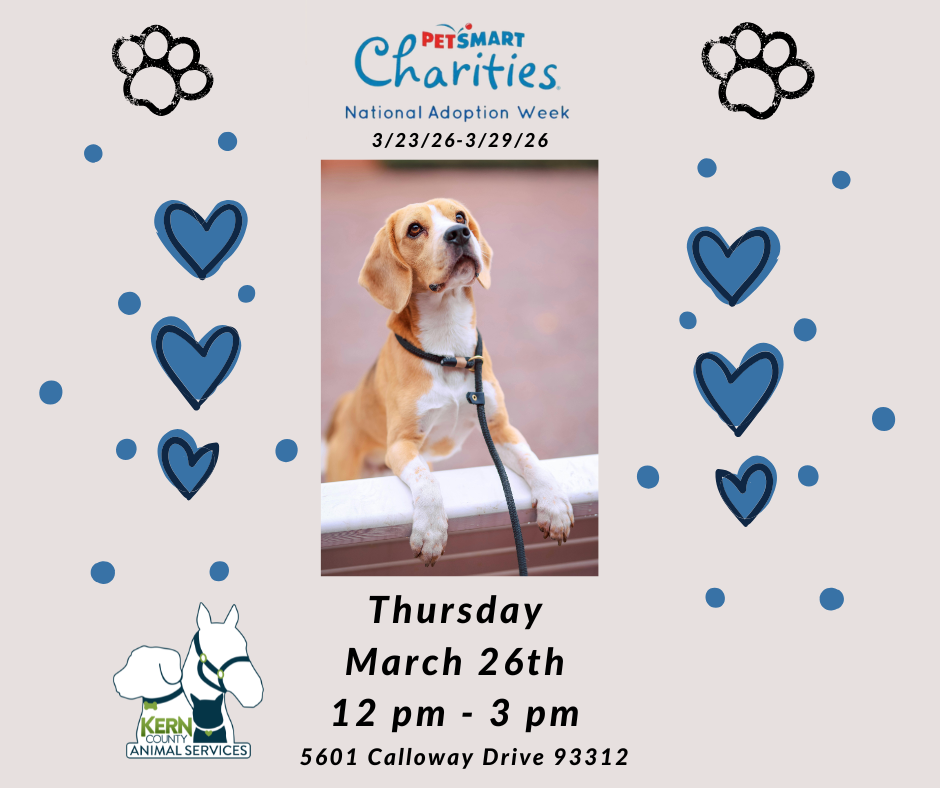 PETSMART
Charities
National Adoption Week
3/23/26-3/29/26
Thursday
March 26th
12 pm - 3 pm
5601 Calloway Drive 93312
KERN
COUNTY
ANIMAL SERVICES